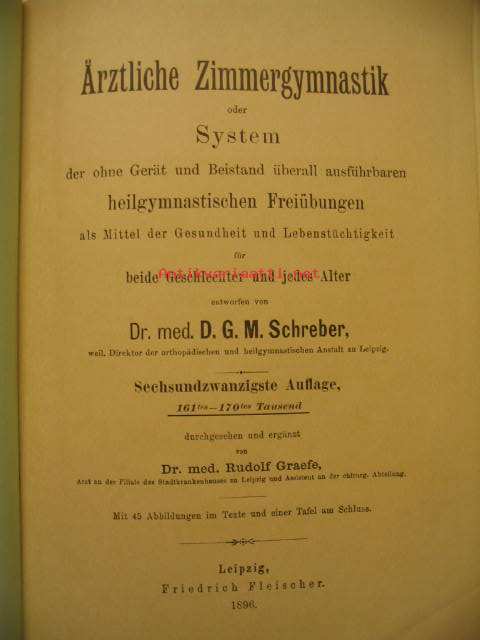 Ärztliche Zimmergymnastik
oder
System
der ohne Gerät und Beistand überall ausführbaren
heilgymnastischen Freiübungen
als Mittel der Gesundheit und Lebenstüchtigkeit
für
beide Geschlechter und jedes Alter
Antikvariaatti.net
entworfen von
Dr. med. D. G. M. Schreber,
weil. Direktor der orthopädischen und heilgymnastischen Anstalt zu Leipzig.
Sechsundzwanzigste Auflage,
161tes—170tes Tausend
durchgesehen und ergänzt
von
Dr. med. Rudolf Graefe,
Arzt an der Filiale des Stadtkrankenhauses zu Leipzig und Assistent an der chirurg. Abteilung.
Mit 45 Abbildungen im Texte und einer Tafel am Schluss.
Leipzig,
Friedrich Fleischer.
1896.